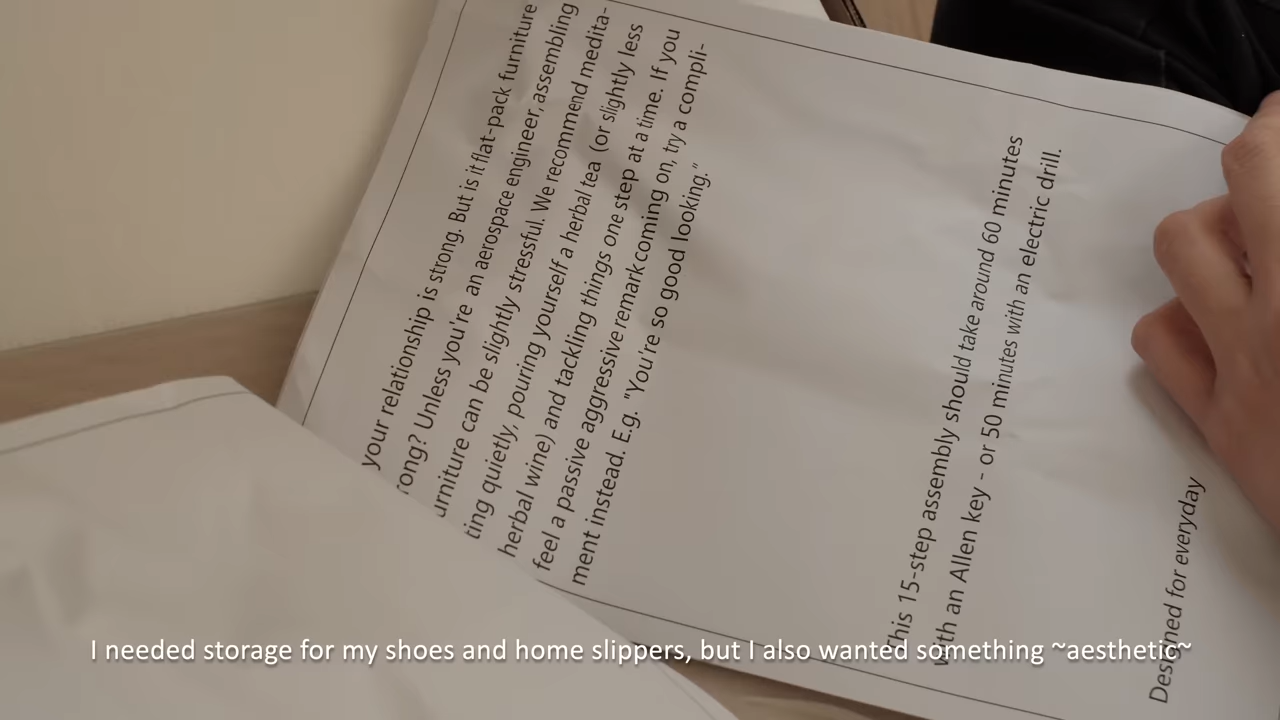 your relationship is strong. But is it flat-pack furniture
rong? Unless you're an aerospace engineer, assembling
urniture can be slightly stressful. We recommend medita-
ting quietly, pouring yourself a herbal tea (or slightly less
herbal wine) and tackling things one step at a time. If you
feel a passive aggressive remark coming on, try a compli-
ment instead. E.g. "You're so good looking."
This 15-step assembly should take around 60 minutes
with an Allen key - or 50 minutes with an electric drill.
Designed for everyday
I needed storage for my shoes and home slippers, but I also wanted something ~aesthetic~